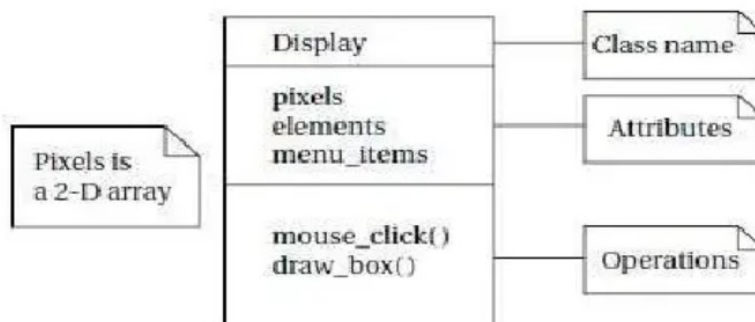 Display
Class name
pixels
elements
menu_items
Attributes
Pixels is
a 2-D array
mouse_click()
draw_box()
Operations